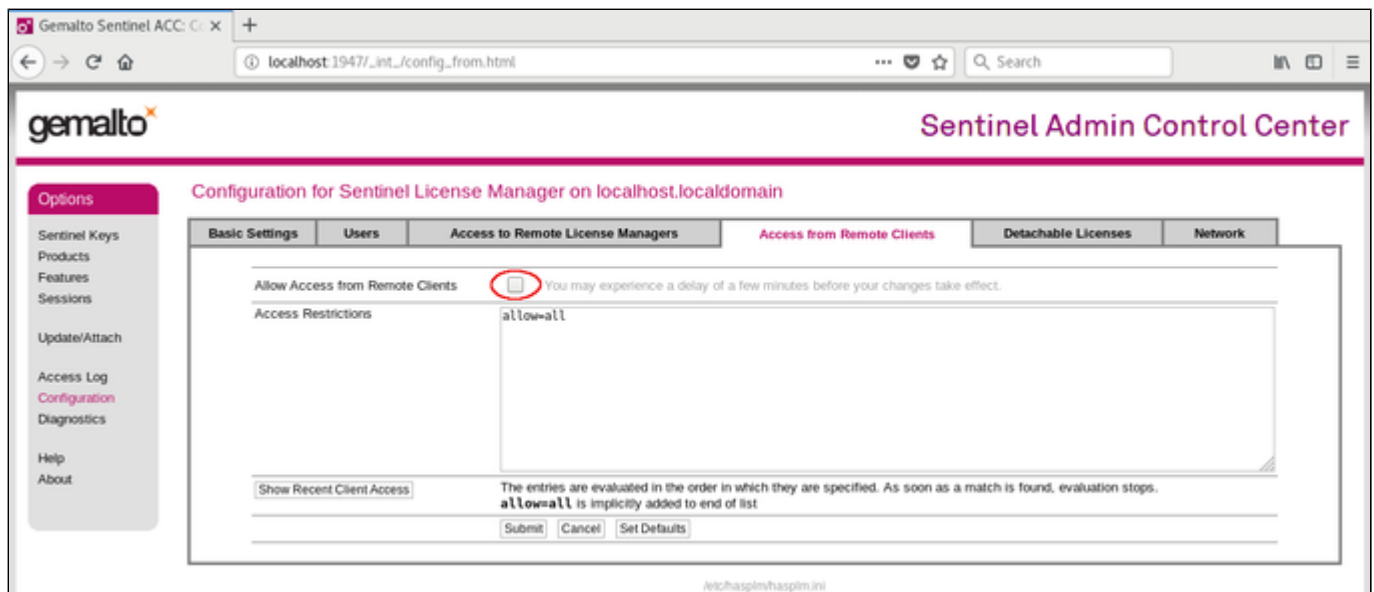 Gemalto Sentinel ACC: Co
localhost:1947/_int_/config_from.html
Search
gemalto
Sentinel Admin Control Center
Options
Configuration for Sentinel License Manager on localhost.localdomain
Sentinel Keys
Products
Features
Sessions
Update/Attach
Access Log
Configuration
Diagnostics
Help
About
Basic Settings Users Access to Remote License Managers Access from Remote Clients Detachable Licenses Network
Allow Access from Remote Clients You may experience a delay of a few minutes before your changes take effect.
Access Restrictions allow=all
Show Recent Client Access The entries are evaluated in the order in which they are specified. As soon as a match is found, evaluation stops.
allow=all is implicitly added to end of list
Submit Cancel Set Defaults
/etc/hasplm/hasplm.ini